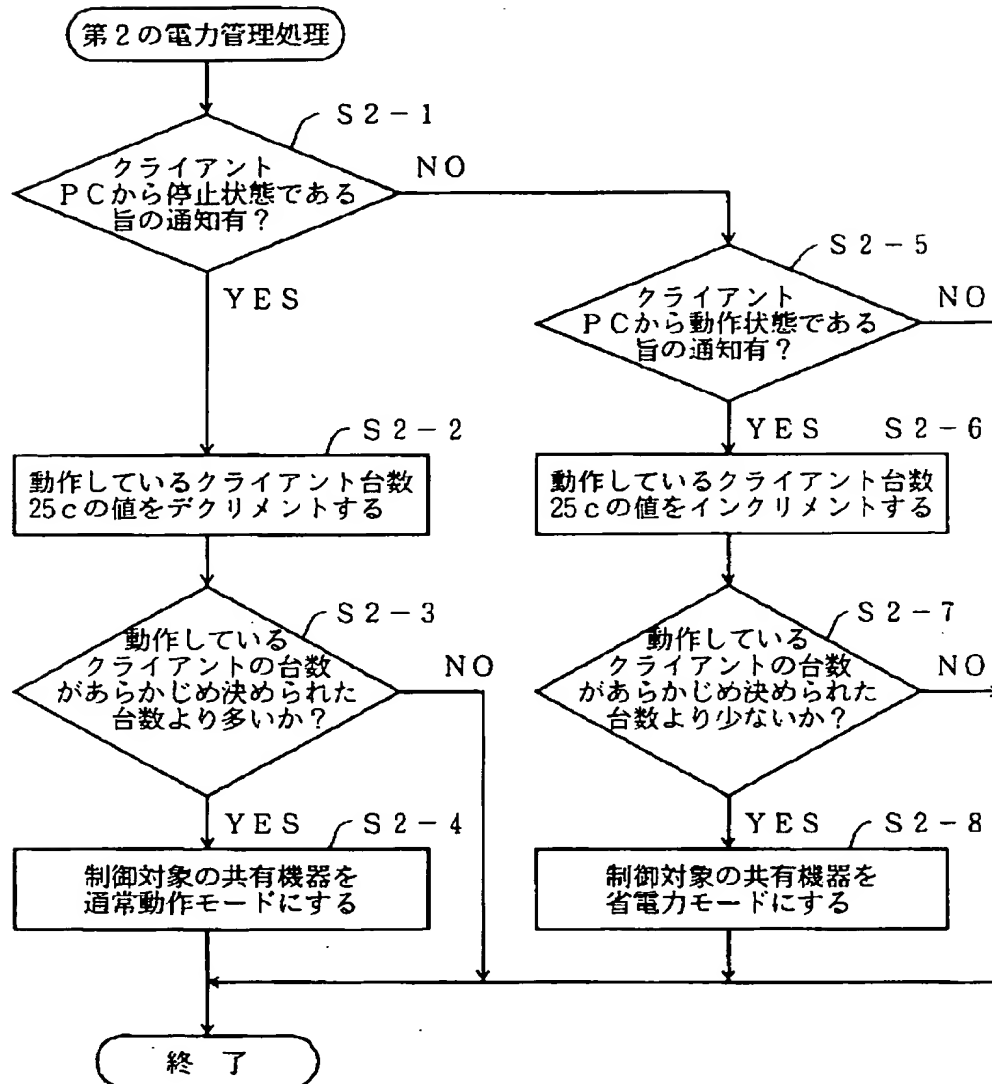 第2の電力管理処理
S2-1
クライアント
PCから停止状態である
旨の通知有?
NO
YES
S2-5
クライアント
PCから動作状態である
旨の通知有?
NO
YES
S2-2
動作しているクライアント台数
25cの値をデクリメントする
S2-6
動作しているクライアント台数
25cの値をインクリメントする
S2-3
動作している
クライアントの台数
があらかじめ決められた
台数より多いか?
NO
YES
S2-7
動作している
クライアントの台数
があらかじめ決められた
台数より少ないか?
NO
YES
S2-4
制御対象の共有機器を
通常動作モードにする
S2-8
制御対象の共有機器を
省電力モードにする
終了